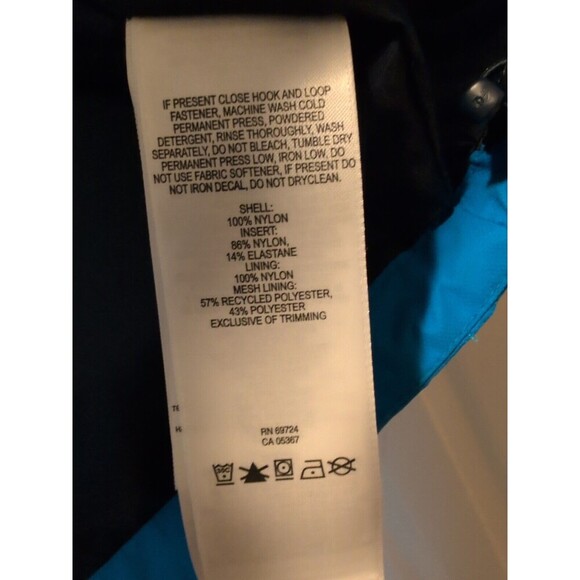 IF PRESENT CLOSE HOOK AND LOOP
FASTENER, MACHINE WASH COLD
PERMANENT PRESS, POWDERED
DETERGENT, RINSE THOROUGHLY, WASH
SEPARATELY, DO NOT BLEACH, TUMBLE DRY
PERMANENT PRESS LOW, IRON LOW, DO
NOT USE FABRIC SOFTENER, IF PRESENT DO
NOT IRON DECAL, DO NOT DRYCLEAN.
SHELL:
100% NYLON
INSERT:
86% NYLON,
14% ELASTANE
LINING:
100% NYLON
MESH LINING:
57% RECYCLED POLYESTER,
43% POLYESTER
EXCLUSIVE OF TRIMMING
RN 69724
CA 05367